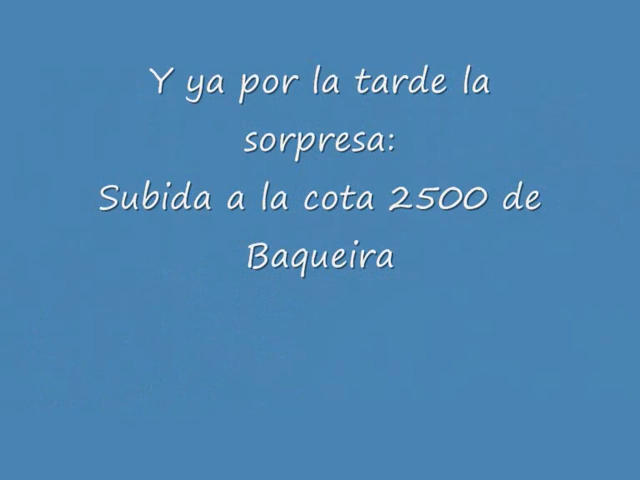 Y ya por la tarde la
sorpresa:
Subida a la cota 2500 de
Baqueira